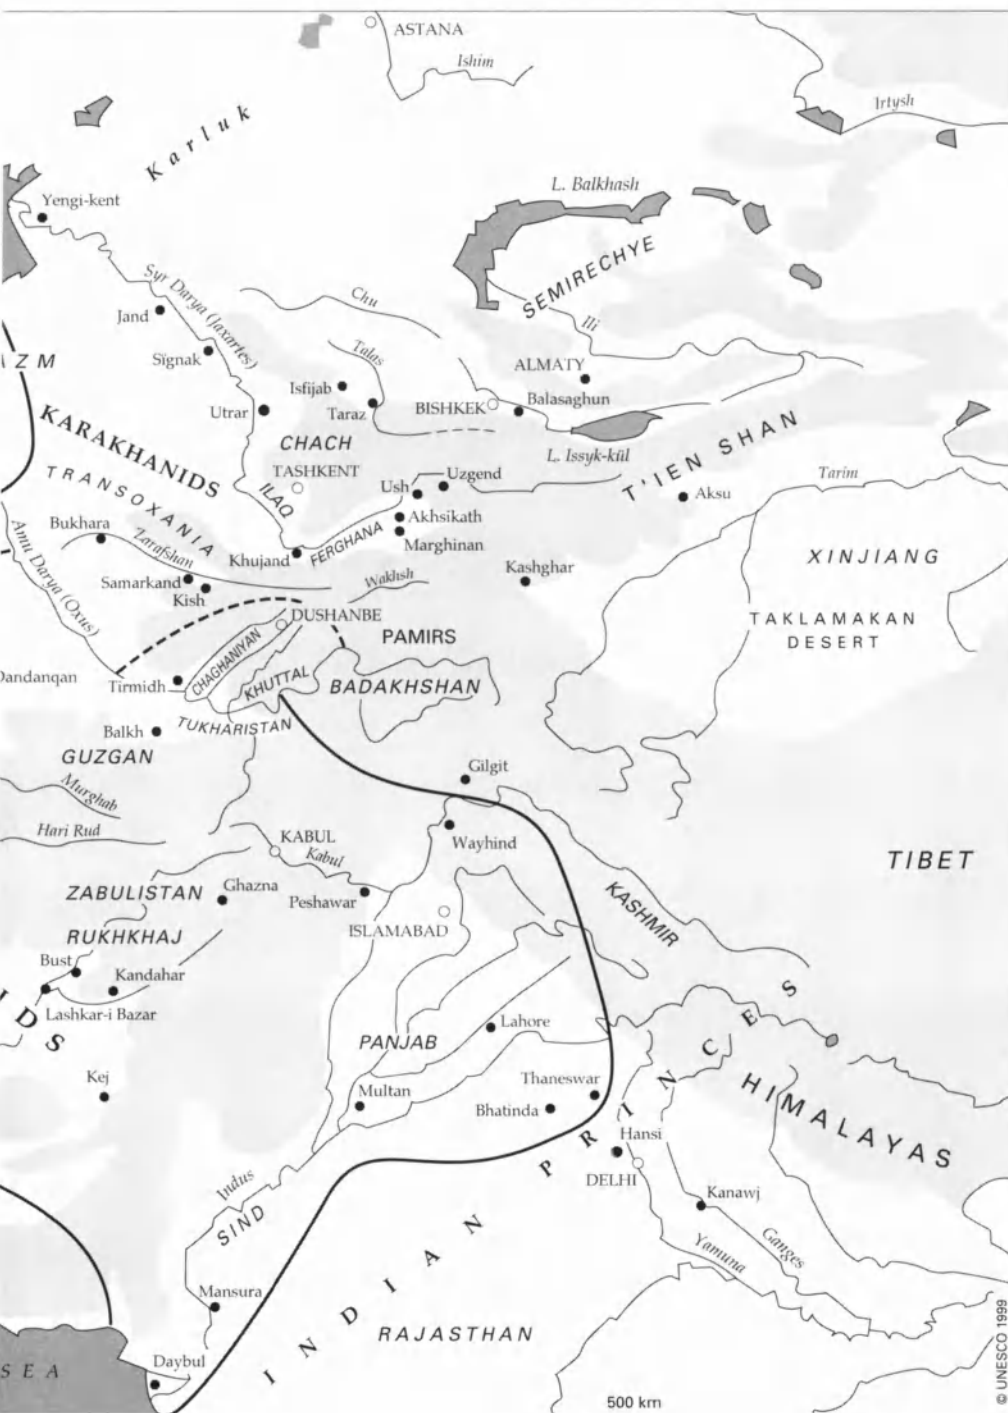 ASTANA
Ishim
Irtysh
Karluk
L. Balkhash
Yengi-kent
SEMIRECHYE
Syr Darya (Jaxartes)
Chu
Jand
Ili
Talas
Sïgnak
AZM
ALMATY
Isfijab
Balasaghun
Utrar
Taraz
BISHKEK
KARAKHANIDS
CHACH
L. Issyk-kül
T'IEN SHAN
TASHKENT
Uzgend
Tarim
TRANSOXANIA
ILAQ
Ush
Aksu
Bukhara
Akhsikath
Zarafshan
FERGHANA
Marghinan
Amu Darya (Oxus)
Khujand
XINJIANG
Samarkand
Wakhsh
Kashghar
Kish
DUSHANBE
TAKLAMAKAN
DESERT
PAMIRS
CHAGHANIYAN
Dandanqan
Tirmidh
KHUTTAL
BADAKHSHAN
Balkh
TUKHARISTAN
GUZGAN
Gilgit
Murghab
Hari Rud
KABUL
Kabul
Wayhind
TIBET
ZABULISTAN
Ghazna
Peshawar
KASHMIR
ISLAMABAD
RUKHKHAJ
Bust
Kandahar
IDS
Lashkar-i Bazar
Lahore
PANJAB
Kej
Multan
Thaneswar
Bhatinda
HIMALAYAS
Hansi
DELHI
Indus
SIND
Kanawj
Yamuna
Ganges
Mansura
INDIAN PRINCES
RAJASTHAN
Daybul
SEA
500 km
© UNESCO 1999